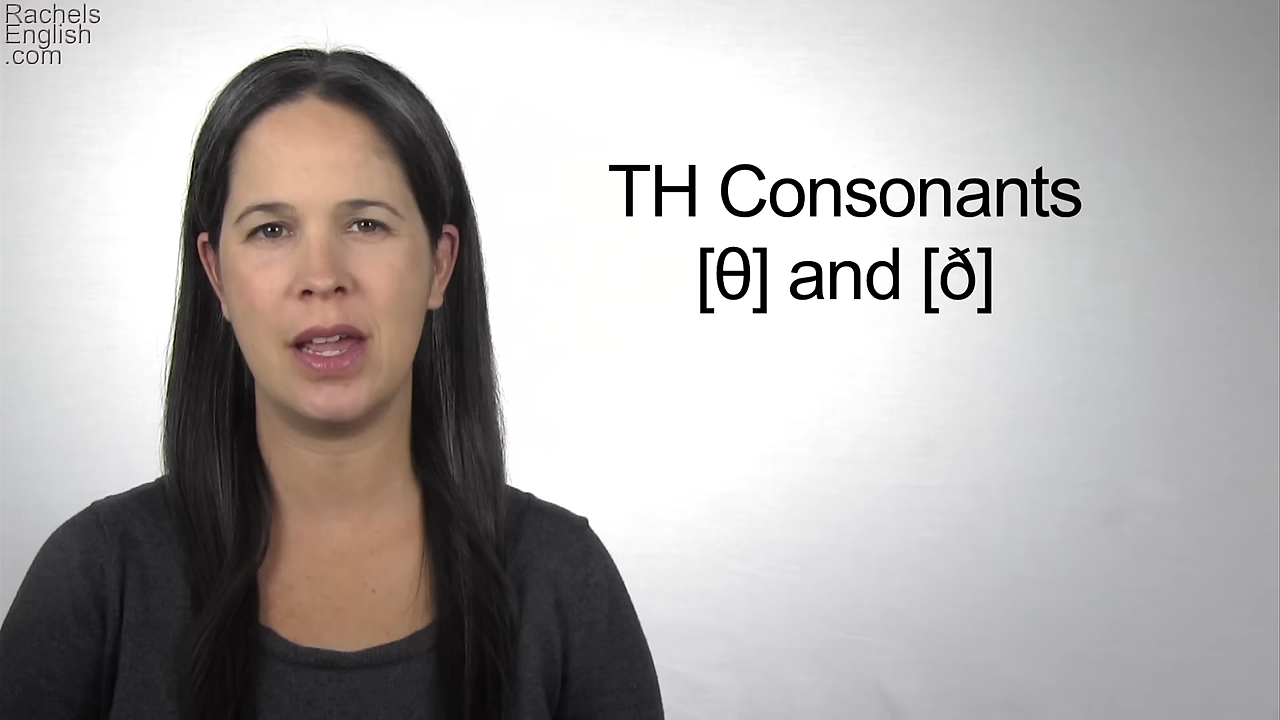 Rachels
English
.com
TH Consonants
[θ] and [ð]